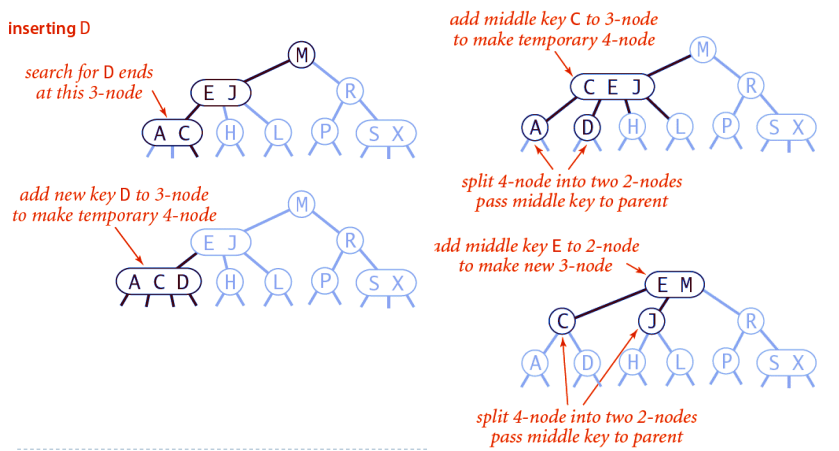 inserting D
search for D ends
at this 3-node
M
E J
R
A C
H
L
P
S X
add new key D to 3-node
to make temporary 4-node
M
E J
R
A C D
H
L
P
S X
add middle key C to 3-node
to make temporary 4-node
M
C E J
R
A
D
H
L
P
S X
split 4-node into two 2-nodes
pass middle key to parent
add middle key E to 2-node
to make new 3-node
E M
C
J
R
A
D
H
L
P
S X
split 4-node into two 2-nodes
pass middle key to parent